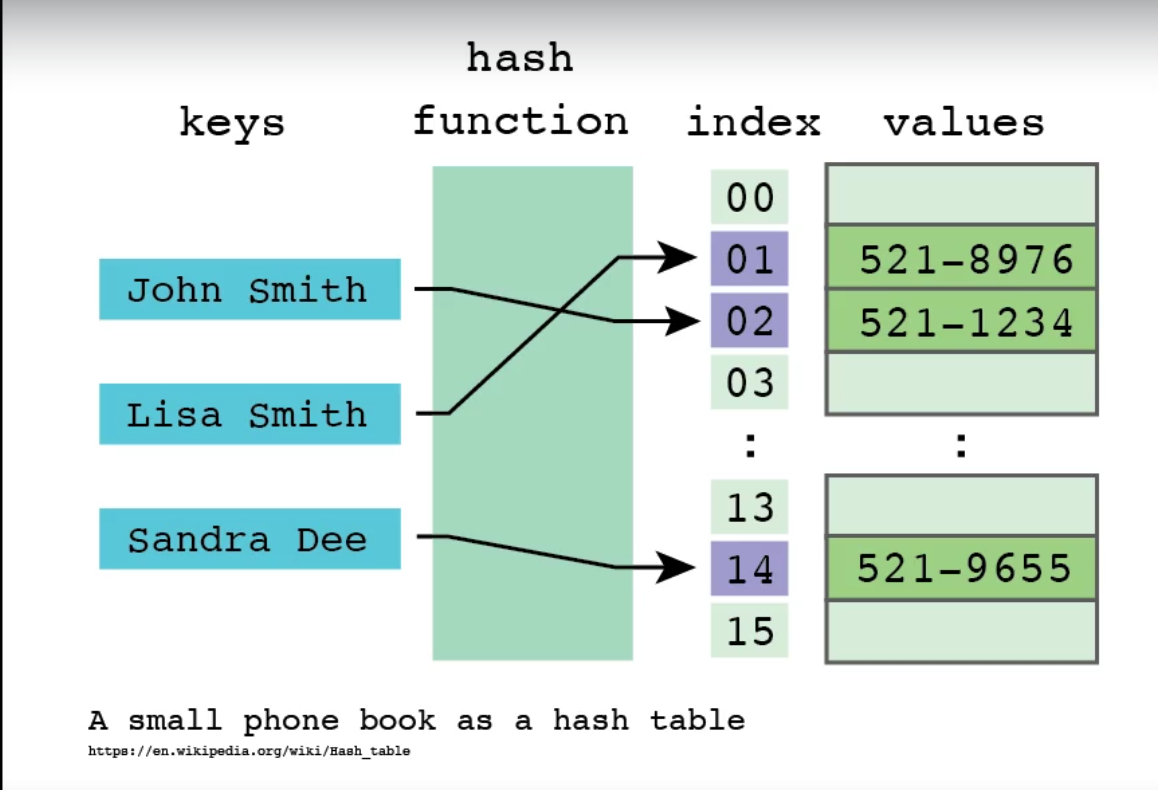 hash
keys function index values
00
01 521-8976
John Smith
02 521-1234
03
Lisa Smith
:
:
13
Sandra Dee
14 521-9655
15
A small phone book as a hash table
https://en.wikipedia.org/wiki/Hash_table